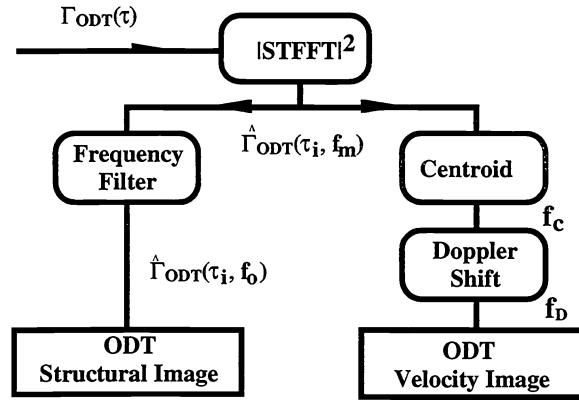 Γ_ODT(τ)
|STFFT|²
Γ̂_ODT(τ_i, f_m)
Frequency
Filter
Centroid
f_C
Doppler
Shift
Γ̂_ODT(τ_i, f_o)
f_D
ODT
Structural Image
ODT
Velocity Image